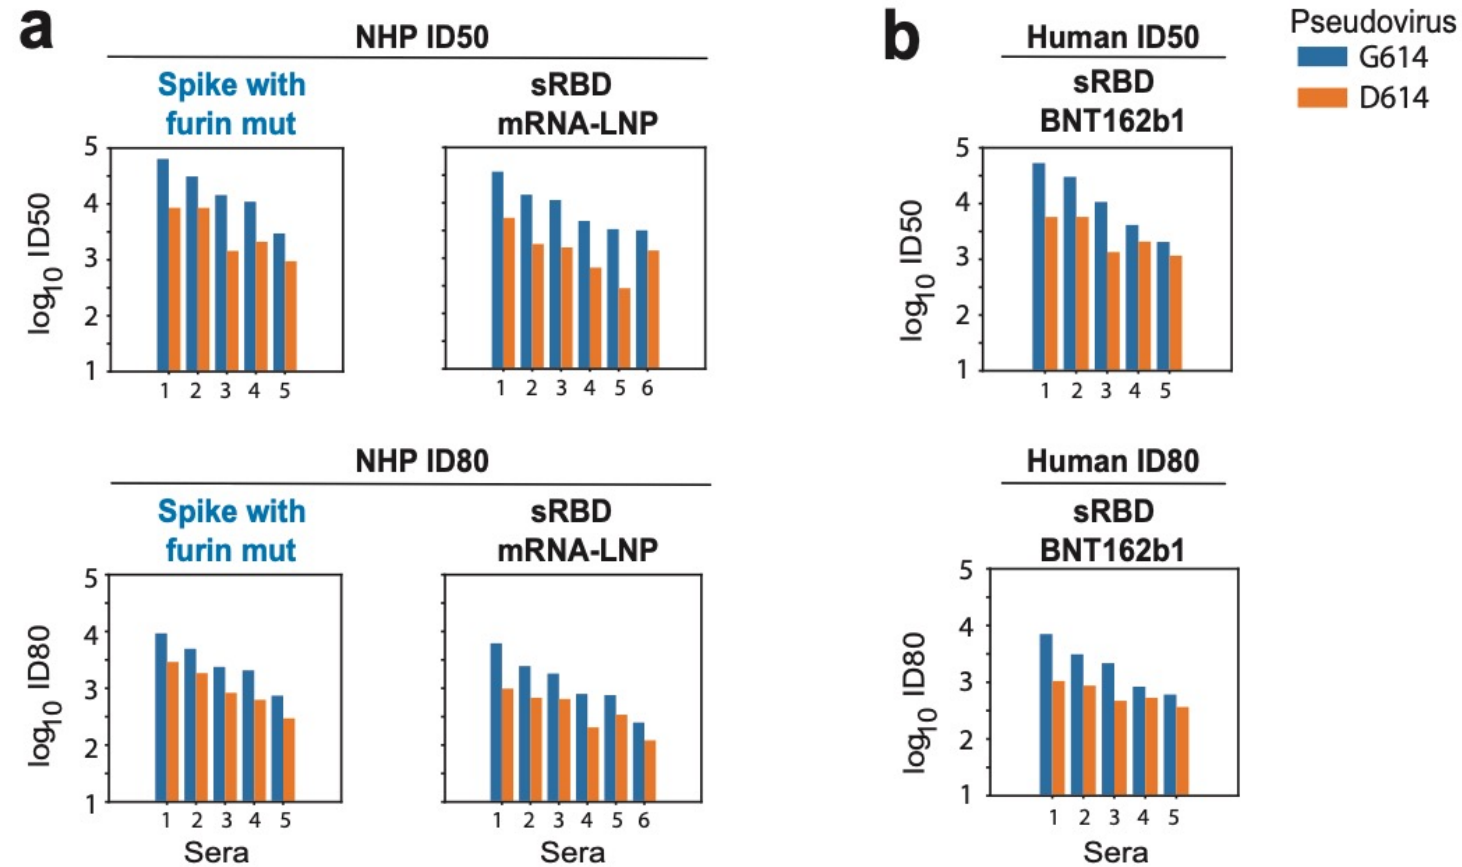 a
NHP ID50
Spike with
furin mut
sRBD
mRNA-LNP
log10 ID50
5
4
3
2
1
1 2 3 4 5
1 2 3 4 5 6
NHP ID80
Spike with
furin mut
sRBD
mRNA-LNP
log10 ID80
5
4
3
2
1
1 2 3 4 5
1 2 3 4 5 6
Sera
Sera
b
Human ID50
sRBD
BNT162b1
log10 ID50
5
4
3
2
1
1 2 3 4 5
Human ID80
sRBD
BNT162b1
log10 ID80
5
4
3
2
1
1 2 3 4 5
Sera
Pseudovirus
G614
D614